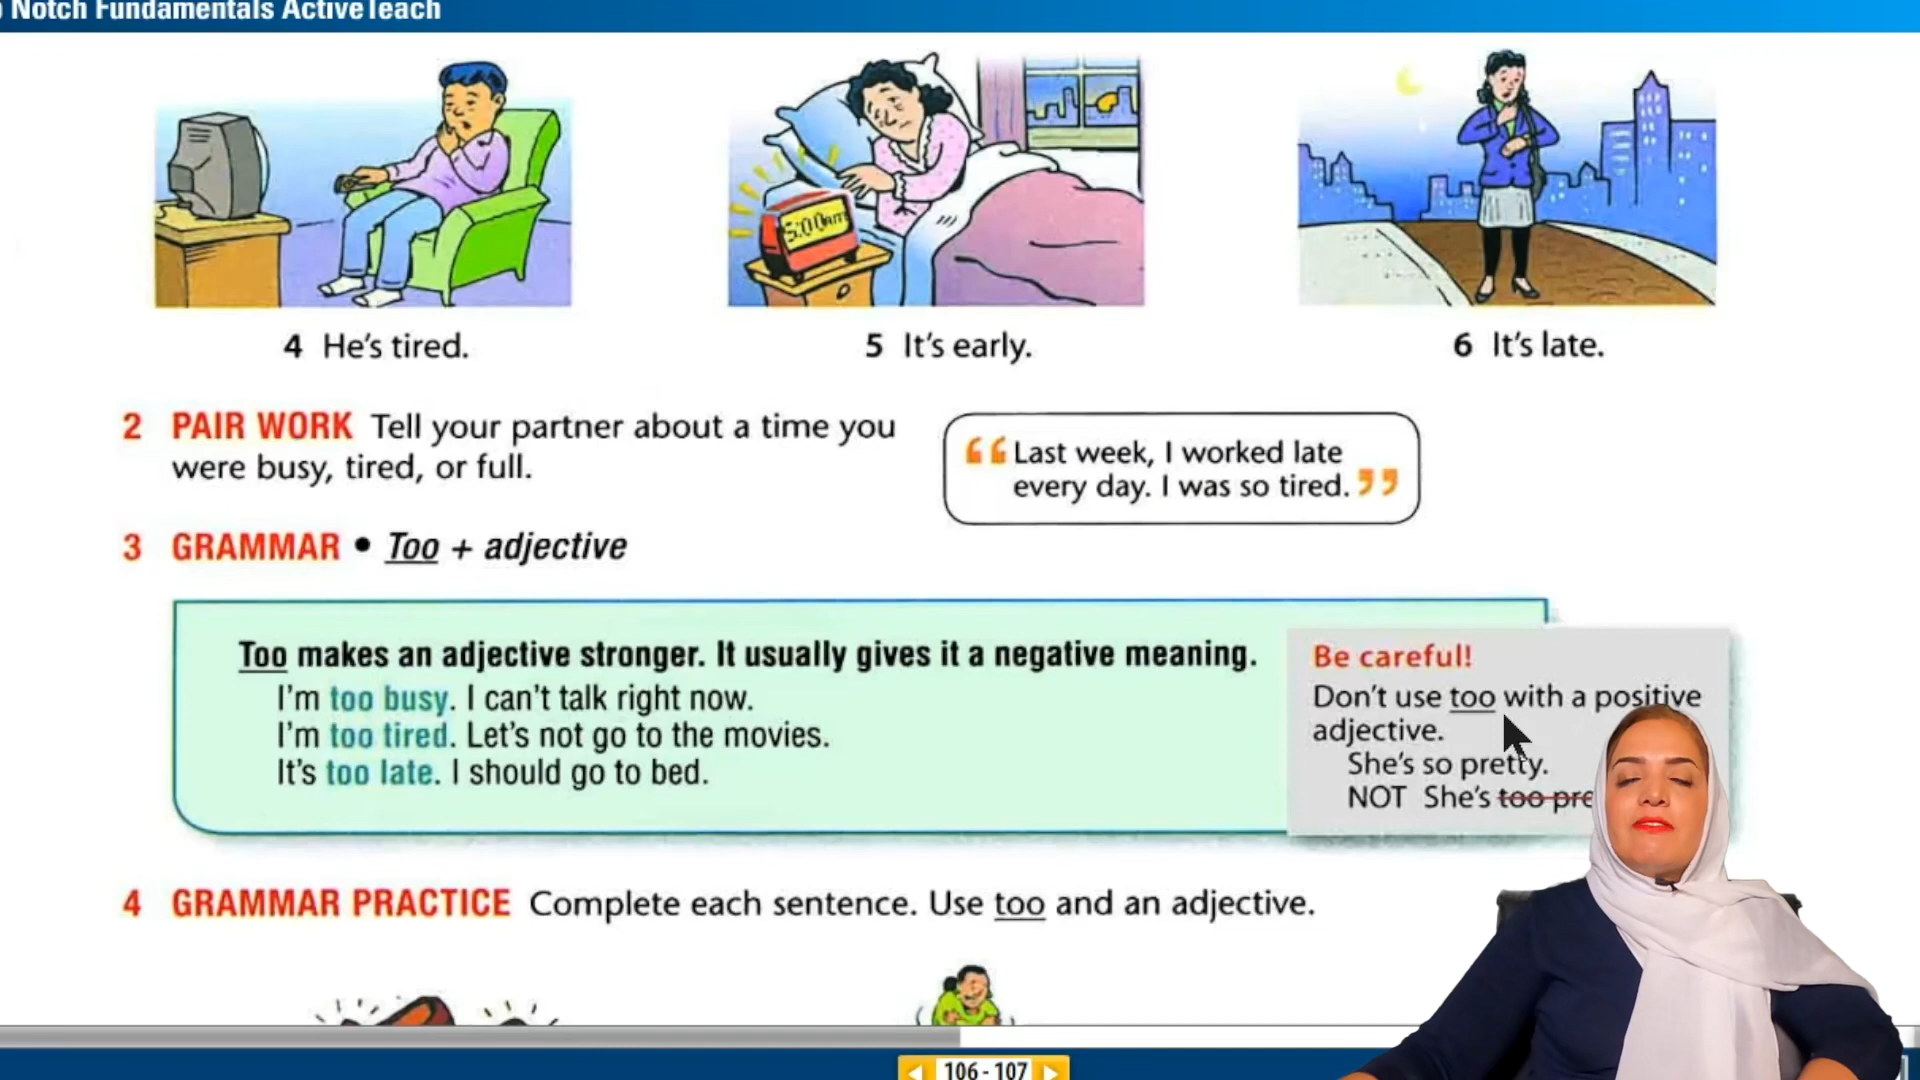 Notch Fundamentals ActiveTeach
5:00am
4 He's tired.
5 It's early.
6 It's late.
2 PAIR WORK Tell your partner about a time you
were busy, tired, or full.
“ Last week, I worked late
every day. I was so tired. ”
3 GRAMMAR • Too + adjective
Too makes an adjective stronger. It usually gives it a negative meaning.
I'm too busy. I can't talk right now.
I'm too tired. Let's not go to the movies.
It's too late. I should go to bed.
Be careful!
Don't use too with a positive
adjective.
She's so pretty.
NOT She's too
4 GRAMMAR PRACTICE Complete each sentence. Use too and an adjective.
106 - 107